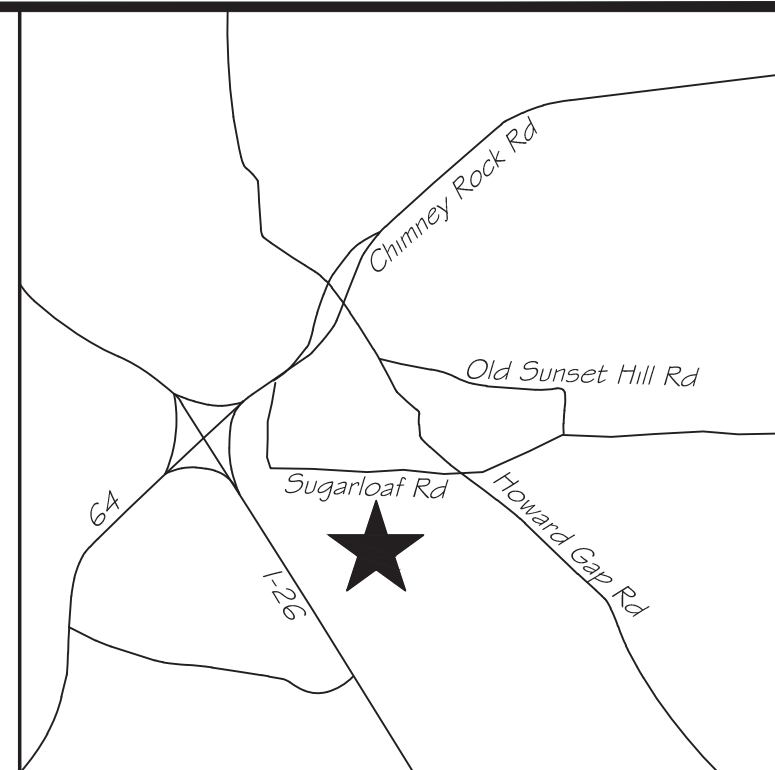 Chimney Rock Rd
Old Sunset Hill Rd
Sugarloaf Rd
Howard Gap Rd
64
I-26